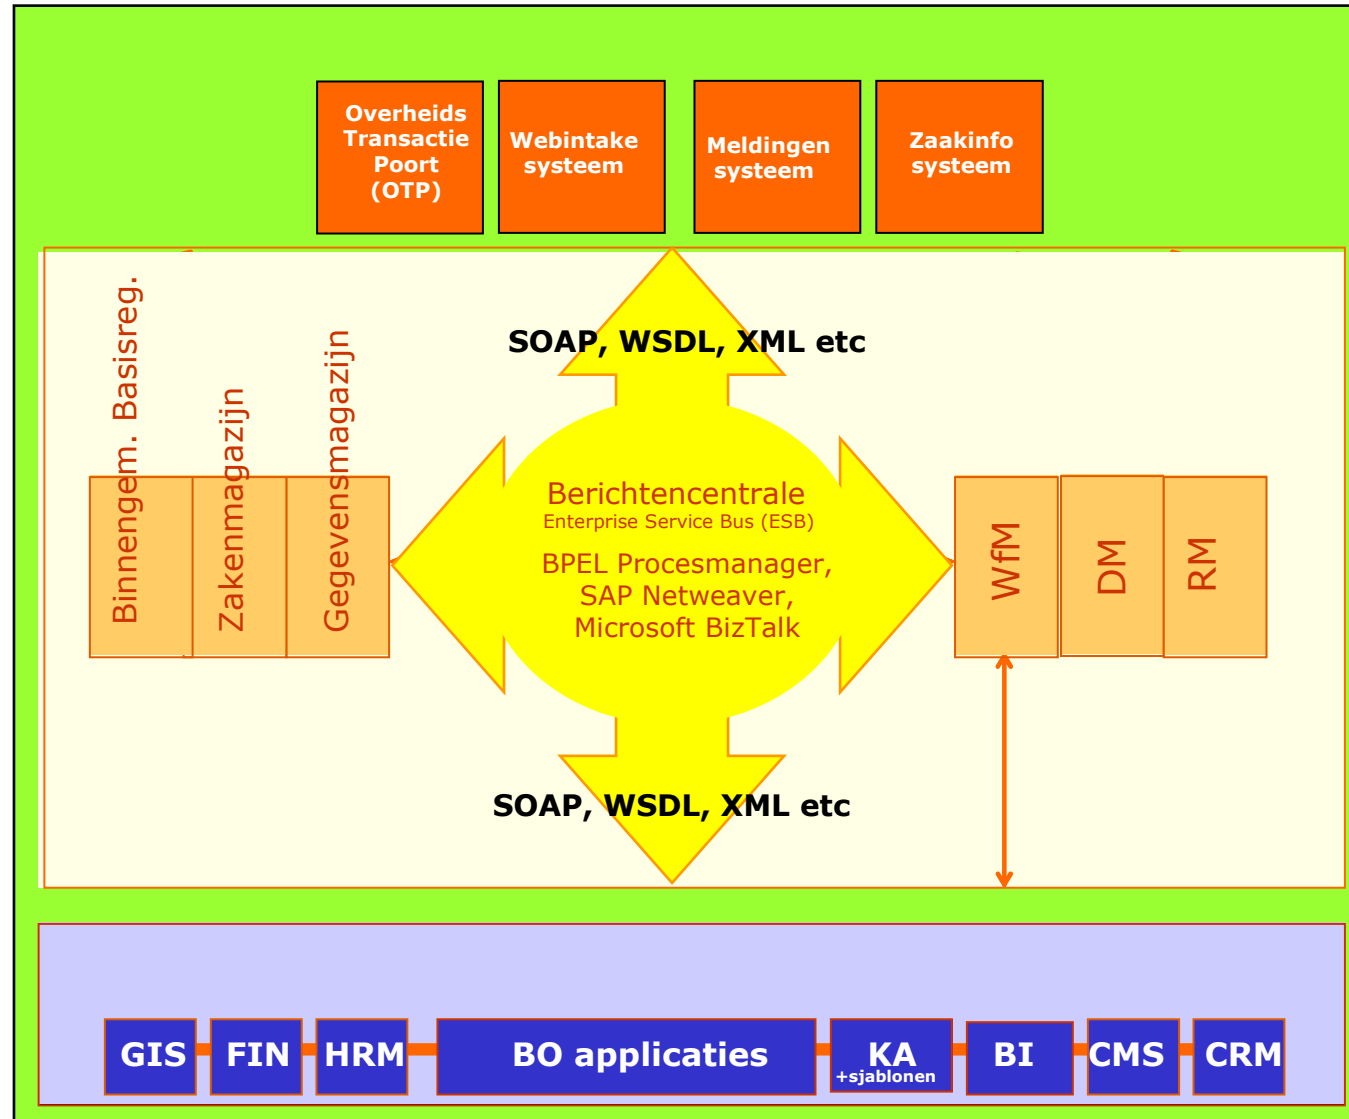 Overheids
Transactie
Poort
(OTP)
Webintake
systeem
Meldingen
systeem
Zaakinfo
systeem
SOAP, WSDL, XML etc
Binnengem. Basisreg.
Zakenmagazijn
Gegevensmagazijn
Berichtencentrale
Enterprise Service Bus (ESB)
BPEL Procesmanager,
SAP Netweaver,
Microsoft BizTalk
WfM
DM
RM
SOAP, WSDL, XML etc
GIS
FIN
HRM
BO applicaties
KA
+sjablonen
BI
CMS
CRM